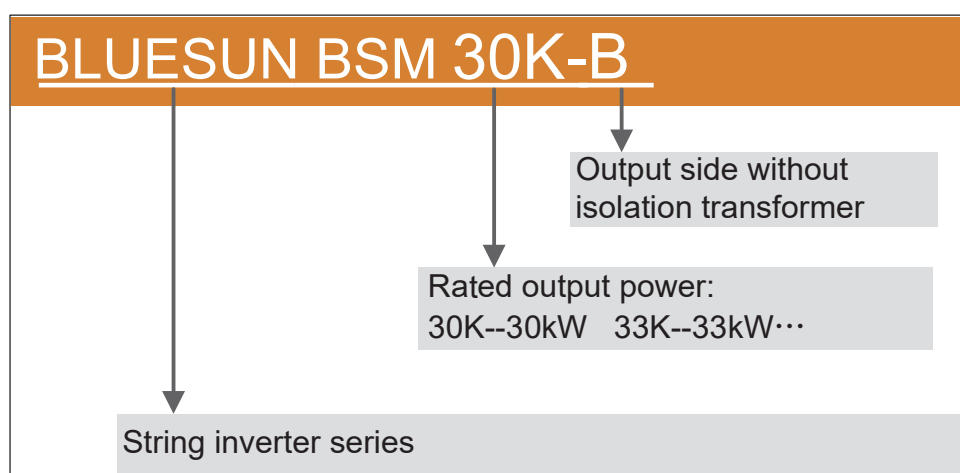 BLUESUN BSM 30K-B
Output side without
isolation transformer
Rated output power:
30K--30kW 33K--33kW···
String inverter series